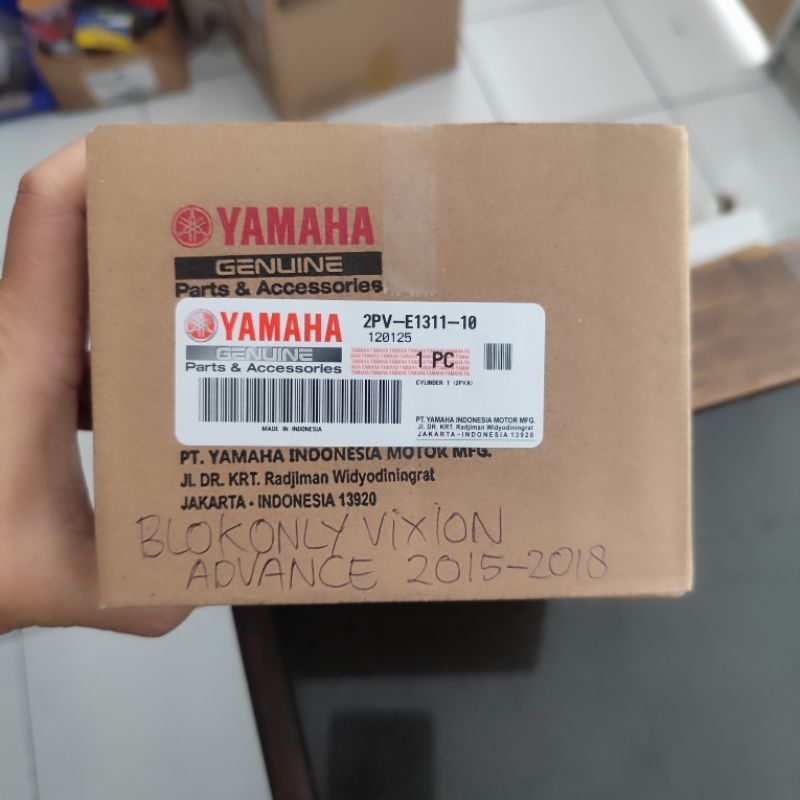 YAMAHA
GENUINE
Parts & Accessories
YAMAHA
GENUINE
Parts & Accessories
2PV-E1311-10
120125
1 PC
CYLINDER 1 (2PVA)
MADE IN INDONESIA
PT. YAMAHA INDONESIA MOTOR MFG.
JL. DR. KRT. Radjiman Widyodiningrat
JAKARTA-INDONESIA 13920
PT. YAMAHA INDONESIA MOTOR MFG.
Jl. DR. KRT. Radjiman Widyodiningrat
JAKARTA - INDONESIA 13920
BLOK ONLY VIXION
ADVANCE 2015-2018